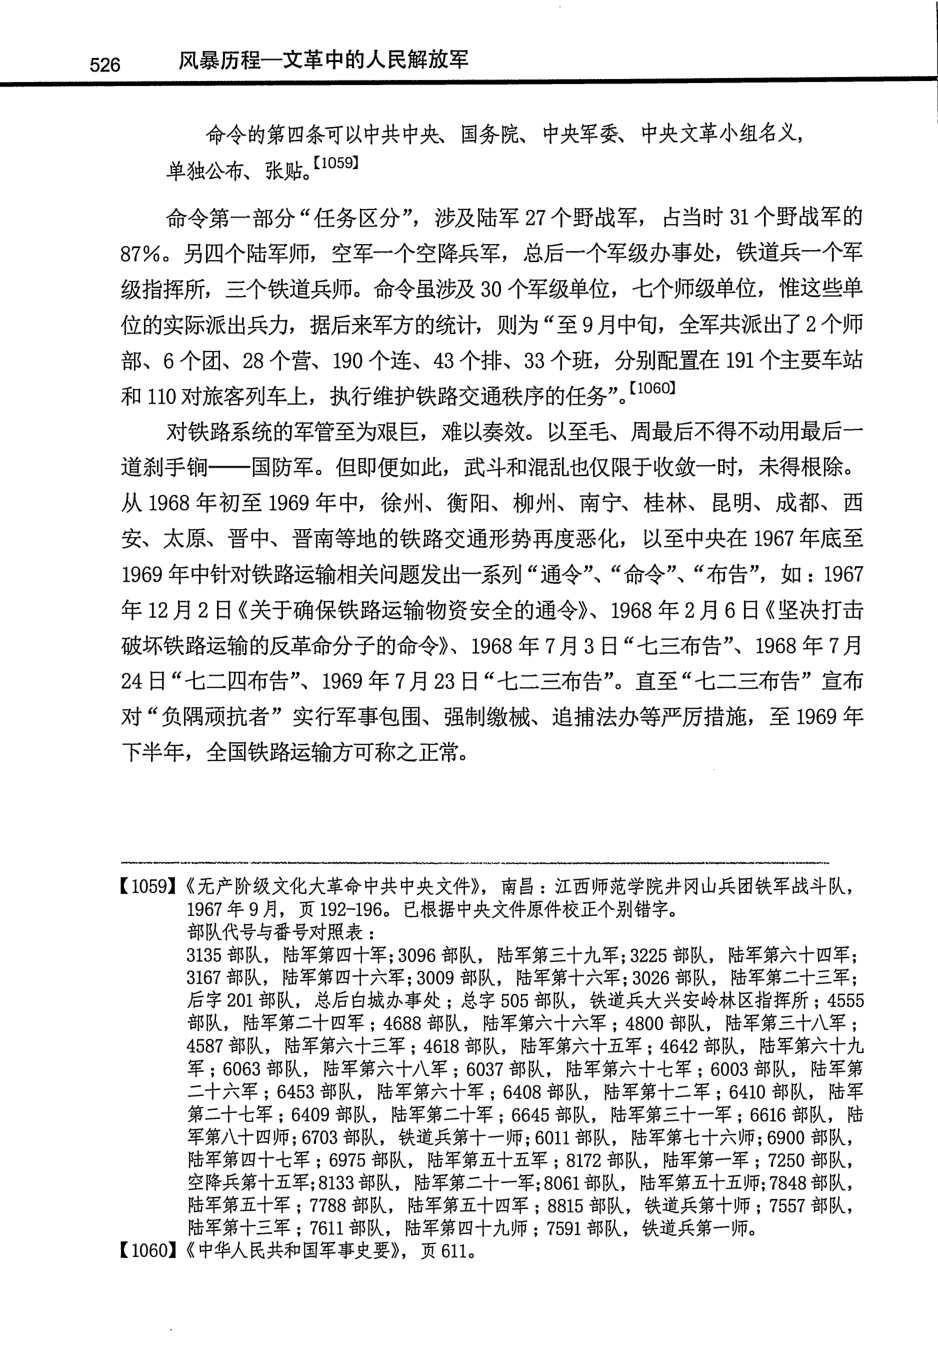 526 风暴历程—文革中的人民解放军
命令的第四条可以中共中央、国务院、中央军委、中央文革小组名义，
单独公布、张贴。【1059】
命令第一部分“任务区分”，涉及陆军 27 个野战军，占当时 31 个野战军的
87%。另四个陆军师，空军一个空降兵军，总后一个军级办事处，铁道兵一个军
级指挥所，三个铁道兵师。命令虽涉及 30 个军级单位，七个师级单位，惟这些单
位的实际派出兵力，据后来军方的统计，则为“至 9 月中旬，全军共派出了 2 个师
部、6 个团、28 个营、190 个连、43 个排、33 个班，分别配置在 191 个主要车站
和 110 对旅客列车上，执行维护铁路交通秩序的任务”。【1060】
对铁路系统的军管至为艰巨，难以奏效。以至毛、周最后不得不动用最后一
道刹手锏——国防军。但即便如此，武斗和混乱也仅限于收敛一时，未得根除。
从 1968 年初至 1969 年中，徐州、衡阳、柳州、南宁、桂林、昆明、成都、西
安、太原、晋中、晋南等地的铁路交通形势再度恶化，以至中央在 1967 年底至
1969 年中针对铁路运输相关问题发出一系列“通令”、“命令”、“布告”，如：1967
年 12 月 2 日《关于确保铁路运输物资安全的通令》、1968 年 2 月 6 日《坚决打击
破坏铁路运输的反革命分子的命令》、1968 年 7 月 3 日“七三布告”、1968 年 7 月
24 日“七二四布告”、1969 年 7 月 23 日“七二三布告”。直至“七二三布告”宣布
对“负隅顽抗者”实行军事包围、强制缴械、追捕法办等严厉措施，至 1969 年
下半年，全国铁路运输方可称之正常。
【1059】《无产阶级文化大革命中共中央文件》，南昌：江西师范学院井冈山兵团铁军战斗队，
1967 年 9 月，页 192-196。已根据中央文件原件校正个别错字。
部队代号与番号对照表：
3135 部队，陆军第四十军；3096 部队，陆军第三十九军；3225 部队，陆军第六十四军；
3167 部队，陆军第四十六军；3009 部队，陆军第十六军；3026 部队，陆军第二十三军；
后字 201 部队，总后白城办事处；总字 505 部队，铁道兵大兴安岭林区指挥所；4555
部队，陆军第二十四军；4688 部队，陆军第六十六军；4800 部队，陆军第三十八军；
4587 部队，陆军第六十三军；4618 部队，陆军第六十五军；4642 部队，陆军第六十九
军；6063 部队，陆军第六十八军；6037 部队，陆军第六十七军；6003 部队，陆军第
二十六军；6453 部队，陆军第六十军；6408 部队，陆军第十二军；6410 部队，陆军
第二十七军；6409 部队，陆军第二十军；6645 部队，陆军第三十一军；6616 部队，陆
军第八十四师；6703 部队，铁道兵第十一师；6011 部队，陆军第七十六师；6900 部队，
陆军第四十七军；6975 部队，陆军第五十五军；8172 部队，陆军第一军；7250 部队，
空降兵第十五军；8133 部队，陆军第二十一军；8061 部队，陆军第五十五师；7848 部队，
陆军第五十军；7788 部队，陆军第五十四军；8815 部队，铁道兵第十师；7557 部队，
陆军第十三军；7611 部队，陆军第四十九师；7591 部队，铁道兵第一师。
【1060】《中华人民共和国军事史要》，页 611。